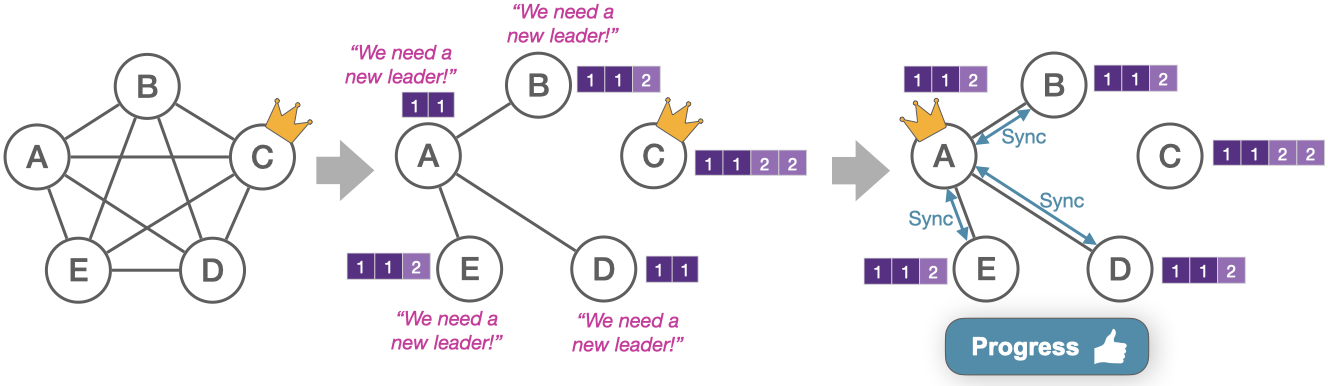 B
A
C
E
D
“We need a
new leader!”
1 1
A
“We need a
new leader!”
B
1 1 2
C
1 1 2 2
1 1 2
E
“We need a
new leader!”
D
1 1
“We need a
new leader!”
1 1 2
A
B
1 1 2
Sync
C
1 1 2 2
Sync
Sync
1 1 2
E
D
1 1 2
Progress